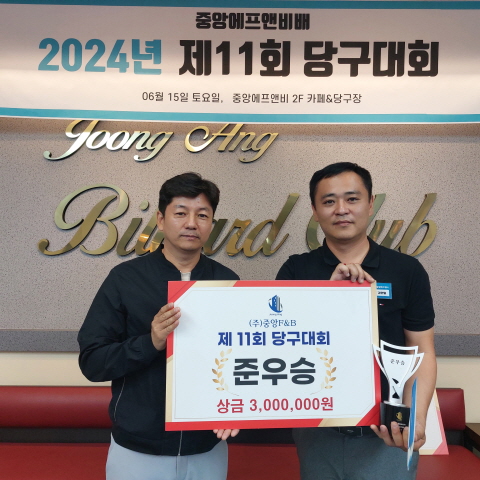 중앙에프앤비배
2024년 제11회 당구대회
06월 15일 토요일, 중앙에프앤비 2F 카페&당구장
Joong Ang
Billiard Club
(주)중앙F&B
제 11회 당구대회
준우승
상금 3,000,000원
준우승